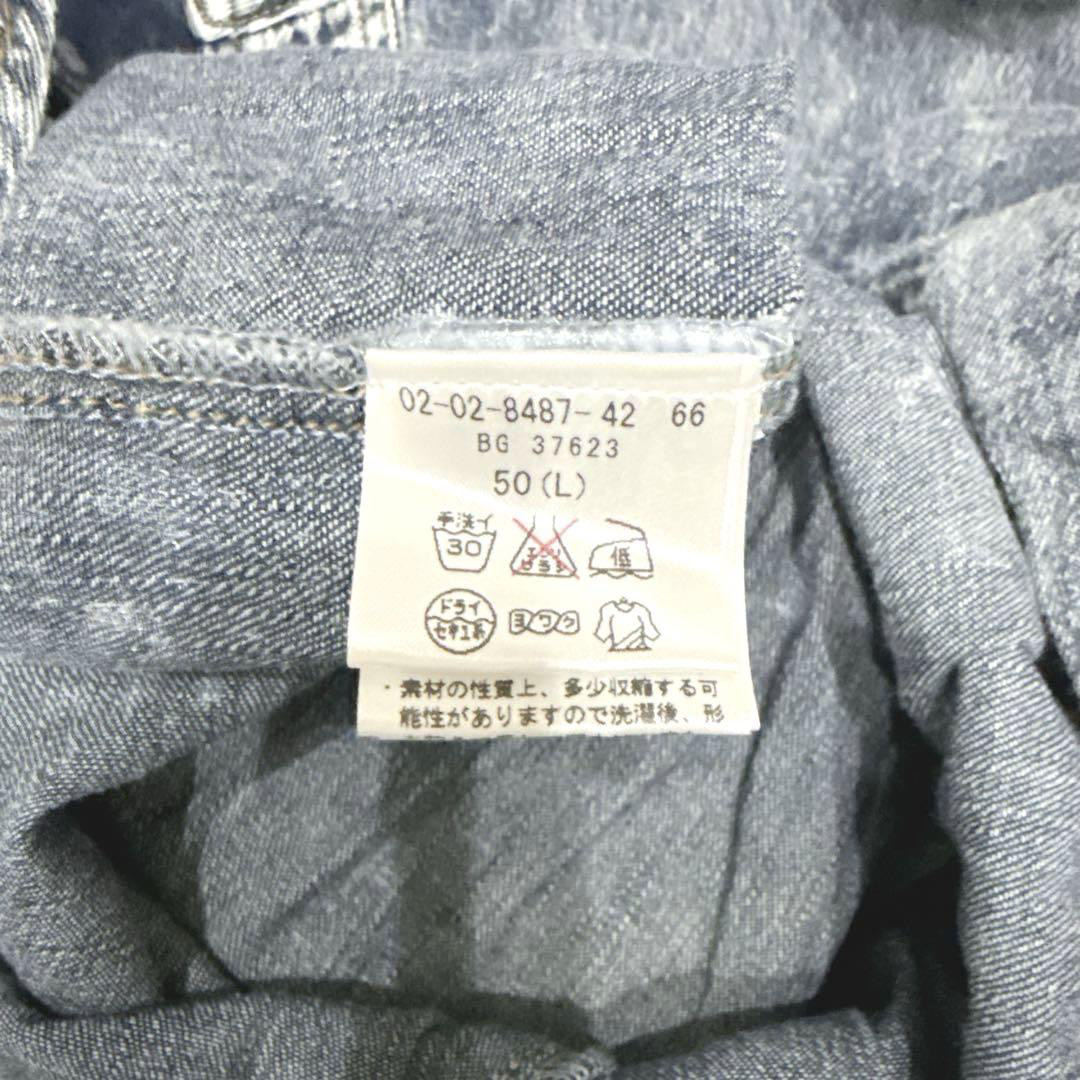 02-02-8487-42 66
BG 37623
50(L)
手洗イ
30
エンソ
サラシ
低
ドライ
セキユ系
ヨワク
・素材の性質上、多少収縮する可
能性がありますので洗濯後、形